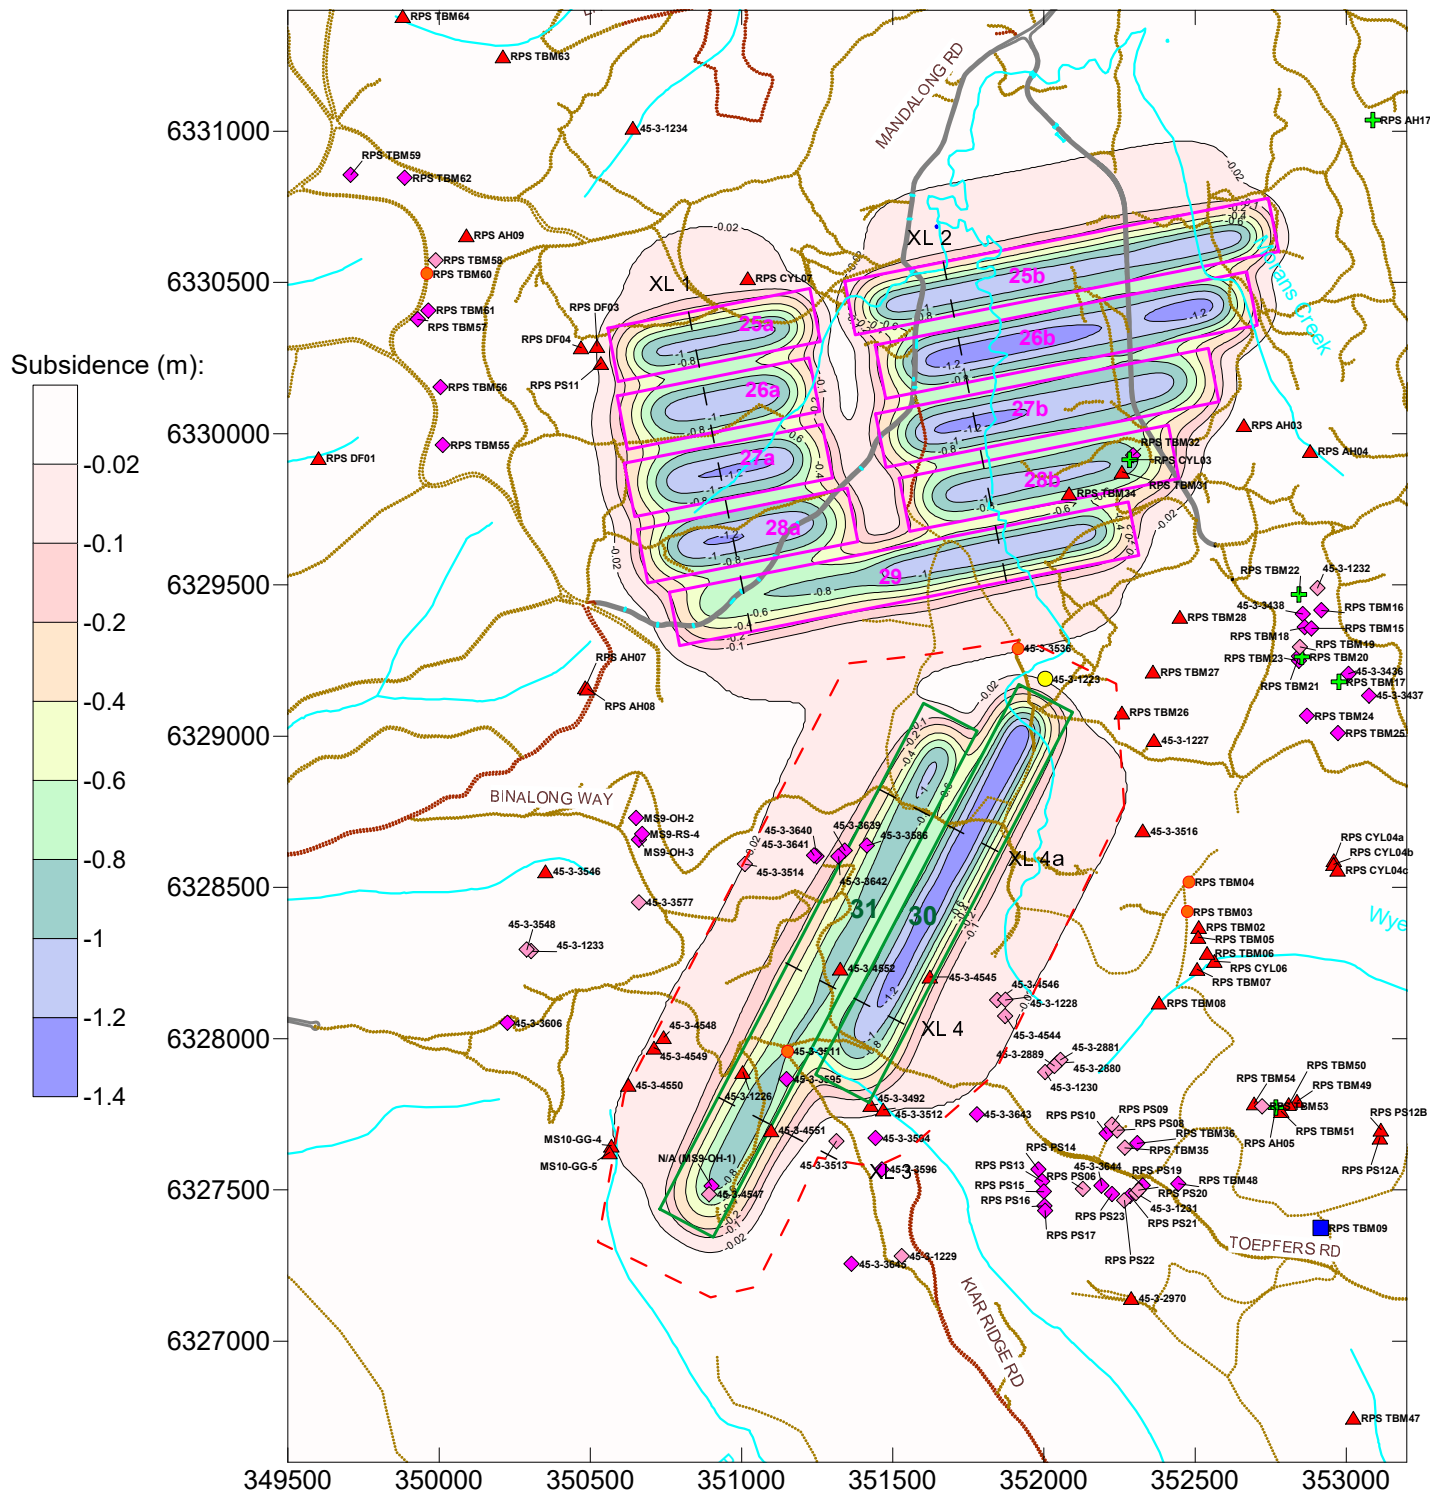 Subsidence (m):
-0.02
-0.1
-0.2
-0.4
-0.6
-0.8
-1
-1.2
-1.4
6331000
6330500
6330000
6329500
6329000
6328500
6328000
6327500
6327000
349500
350000
350500
351000
351500
352000
352500
353000
RPS TBM64
RPS TBM63
45-3-1234
MANDALONG RD
RPS AH17
RPS TBM59
RPS TBM62
RPS AH09
RPS TBM58
RPS TBM60
RPS TBM61
RPS TBM57
RPS DF03
RPS DF04
RPS PS11
RPS CYL07
RPS TBM56
RPS TBM55
RPS DF01
XL 1
XL 2
25a
26a
27a
28a
25b
26b
27b
28b
29
Morans Creek
RPS AH03
RPS AH04
RPS TBM32
RPS CYL03
RPS TBM31
RPS TBM34
RPS TBM22
45-3-1232
45-3-3438
RPS TBM16
RPS TBM15
RPS TBM18
RPS TBM19
RPS TBM23
RPS TBM20
RPS TBM21
45-3-3436
RPS TBM17
45-3-3437
RPS TBM24
RPS TBM25
RPS TBM28
RPS TBM27
RPS TBM26
45-3-1227
45-3-3536
45-3-1223
RPS AH07
RPS AH08
BINALONG WAY
MS9-OH-2
MS9-RS-4
MS9-OH-3
45-3-3546
45-3-3577
45-3-3548
45-3-1233
45-3-3606
45-3-3640
45-3-3639
45-3-3641
45-3-3586
45-3-3514
45-3-3642
XL 4a
31
30
45-3-3516
RPS CYL04a
RPS CYL04b
RPS CYL04c
RPS TBM04
RPS TBM03
RPS TBM02
RPS TBM05
RPS TBM06
RPS CYL06
RPS TBM07
RPS TBM08
Wye
45-3-4552
45-3-4545
45-3-4546
45-3-1228
45-3-4544
XL 4
45-3-4548
45-3-4549
45-3-4550
45-3-3511
45-3-3595
45-3-1226
45-3-2889
45-3-2881
45-3-2880
45-3-1230
45-3-3492
45-3-3512
45-3-4551
45-3-3594
45-3-3513
45-3-3596
XL 3
MS10-GG-4
MS10-GG-5
N/A (MS9-OH-1)
45-3-4547
45-3-3643
45-3-3645
45-3-1229
KIAR RIDGE RD
RPS TBM54
RPS TBM50
RPS TBM49
RPS TBM53
RPS TBM51
RPS AH05
RPS PS12B
RPS PS12A
RPS PS10
RPS PS09
RPS PS08
RPS TBM36
RPS TBM35
RPS PS14
RPS PS13
RPS PS06
45-3-3644
RPS PS19
RPS TBM48
RPS PS15
RPS PS20
RPS PS16
45-3-1231
RPS PS23
RPS PS21
RPS PS17
RPS PS22
RPS TBM09
TOEPFERS RD
45-3-2970
RPS TBM47